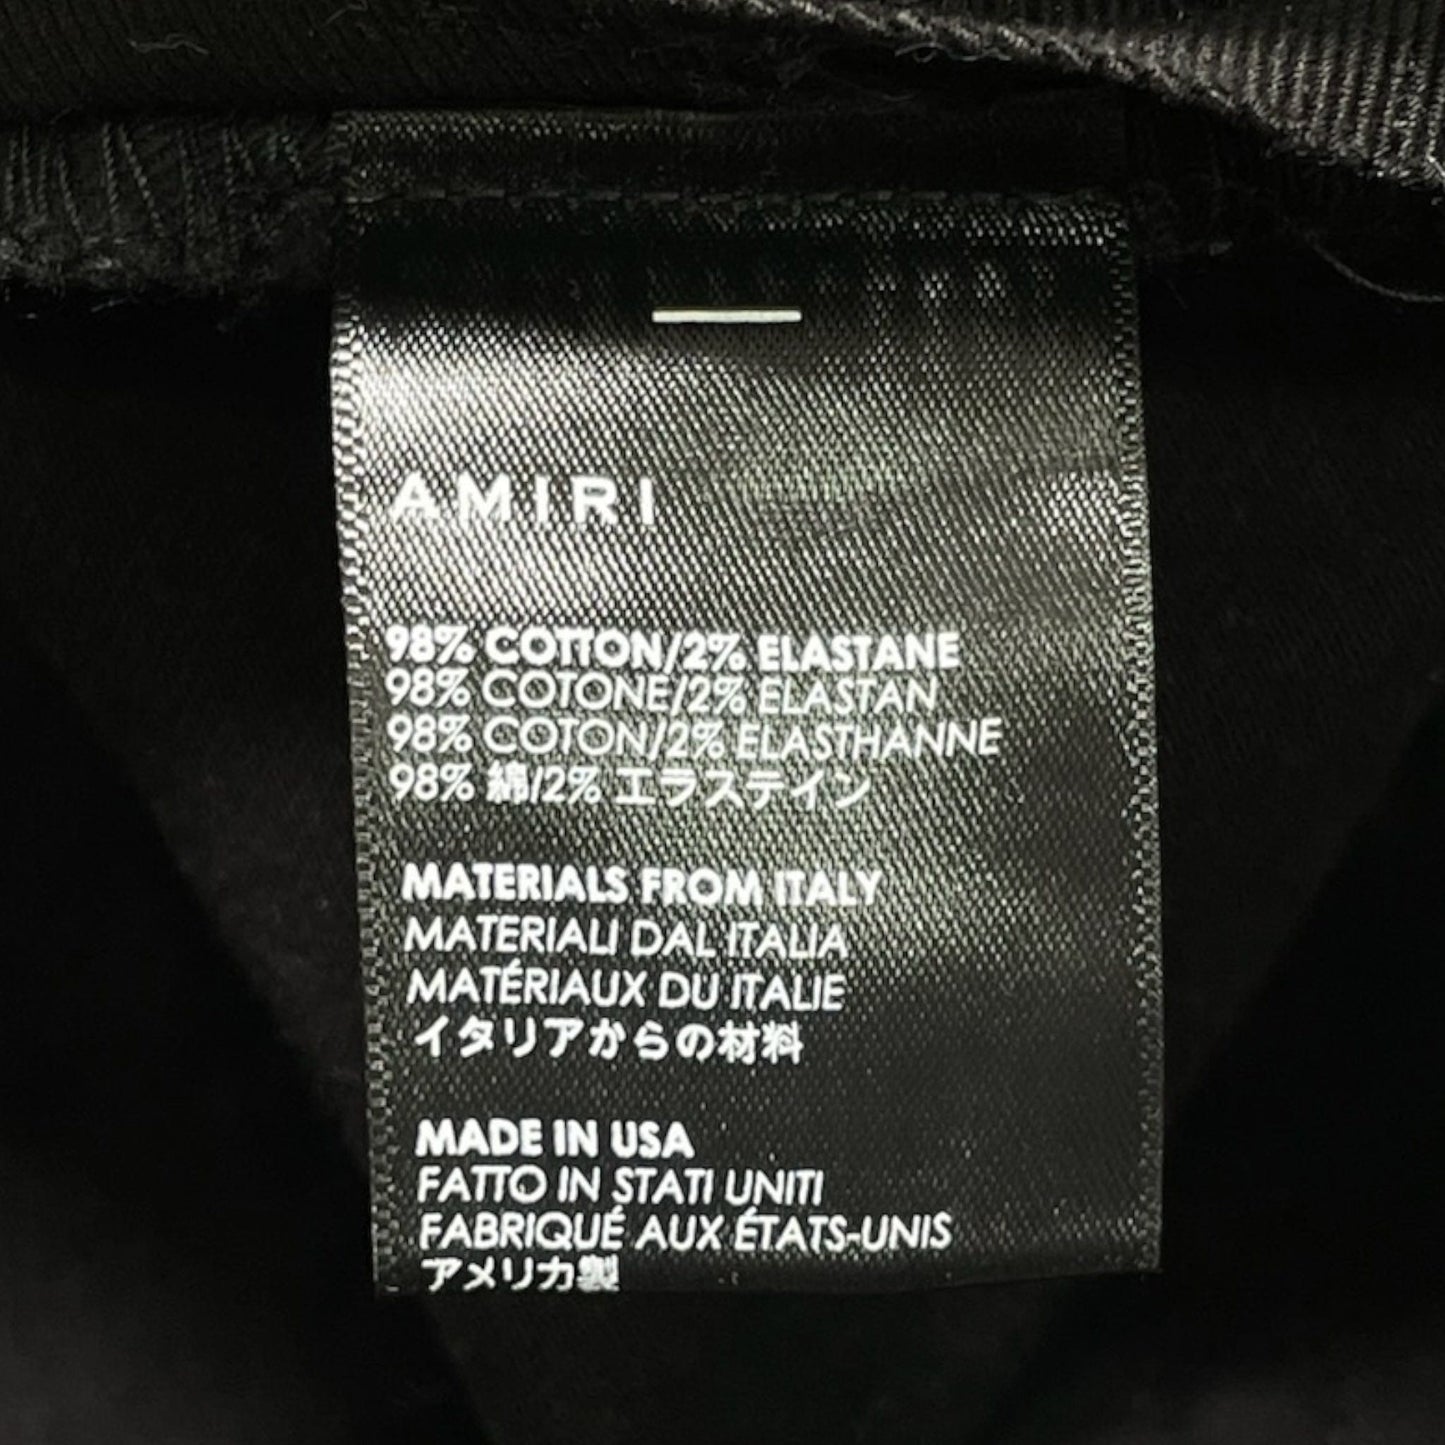 AMIRI
98% COTTON/2% ELASTANE
98% COTONE/2% ELASTAN
98% COTON/2% ELASTHANNE
98% 綿/2% エラステイン
MATERIALS FROM ITALY
MATERIALI DAL ITALIA
MATÉRIAUX DU ITALIE
イタリアからの材料
MADE IN USA
FATTO IN STATI UNITI
FABRIQUÉ AUX ÉTATS-UNIS
アメリカ製